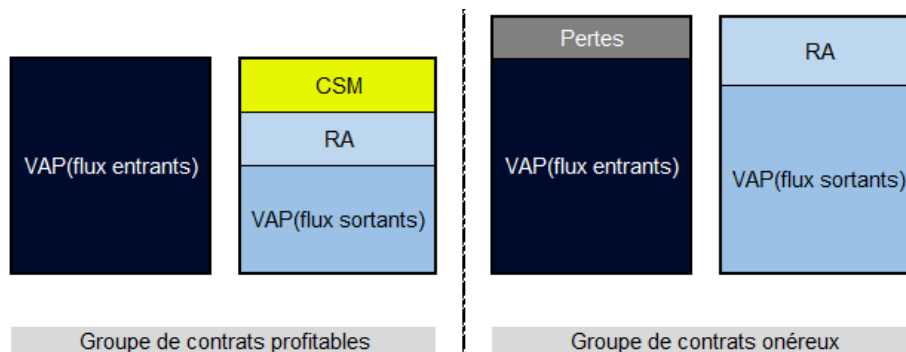 VAP(flux entrants)
CSM
RA
VAP(flux sortants)
Groupe de contrats profitables
Pertes
VAP(flux entrants)
RA
VAP(flux sortants)
Groupe de contrats onéreux